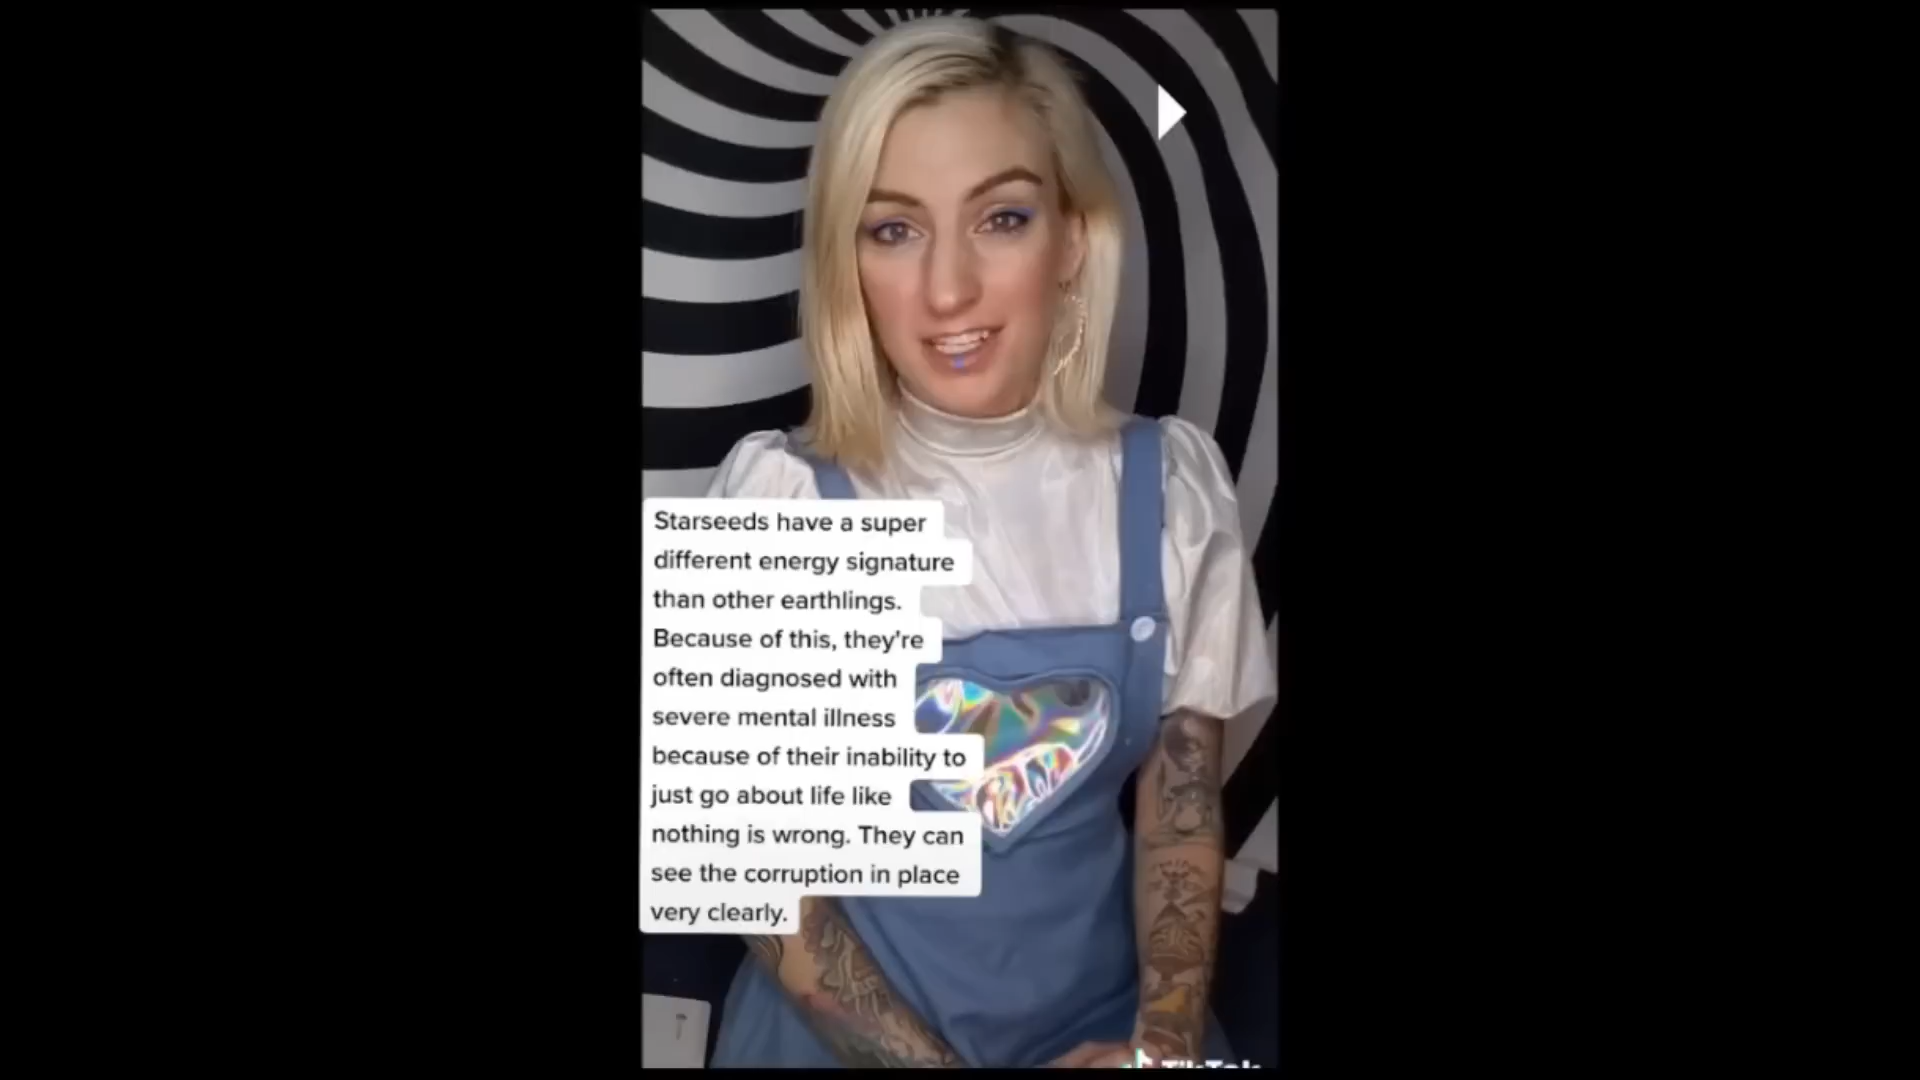 Starseeds have a super
different energy signature
than other earthlings.
Because of this, they're
often diagnosed with
severe mental illness
because of their inability to
just go about life like
nothing is wrong. They can
see the corruption in place
very clearly.
TikTok